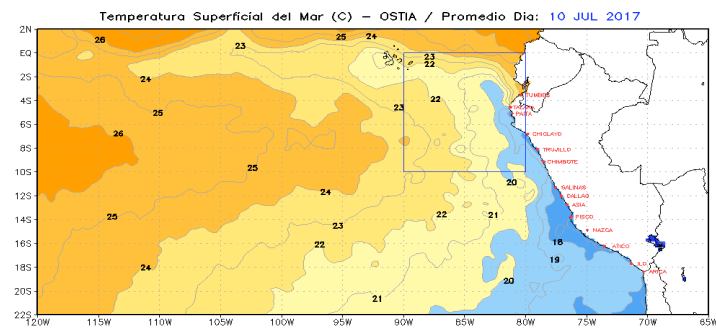 Temperatura Superficial del Mar (C) – OSTIA / Promedio Dia: 10 JUL 2017
2N
26 25 24
23 23
EQ
22
2S
24
TUMBES
4S
22
TALARA
25 23
PAITA
6S
26 CHICLAYO
8S
TRUJILLO
CHIMBOTE
10S
25 20
24 SALINAS
12S
CALLAO
ASIA
25 22 21
14S
PISCO
23
NAZCA
16S
22 18 ATICO
19
18S
24 ILO
ARICA
20
20S
21
22S
120W 115W 110W 105W 100W 95W 90W 85W 80W 75W 70W 65W